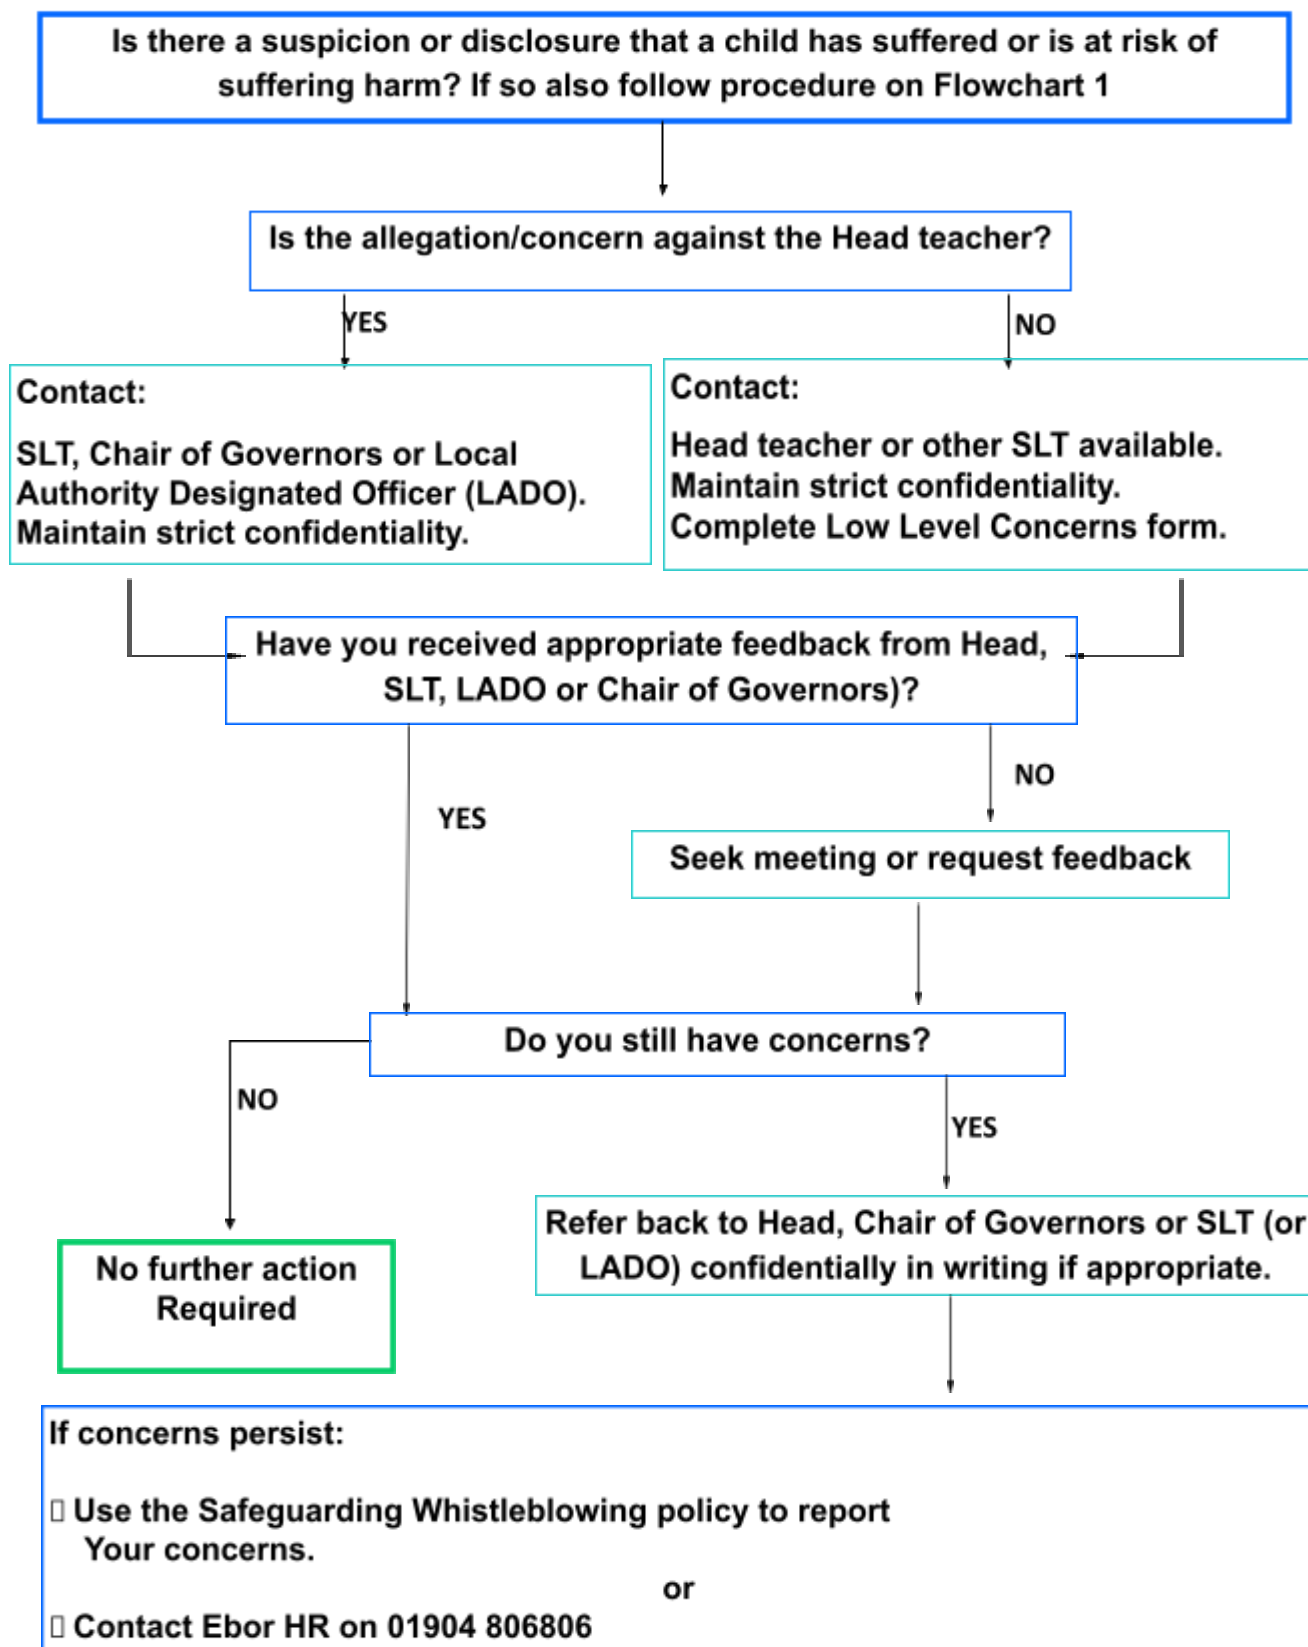 Is there a suspicion or disclosure that a child has suffered or is at risk of
suffering harm? If so also follow procedure on Flowchart 1
Is the allegation/concern against the Head teacher?
YES
NO
Contact:
SLT, Chair of Governors or Local
Authority Designated Officer (LADO).
Maintain strict confidentiality.
Contact:
Head teacher or other SLT available.
Maintain strict confidentiality.
Complete Low Level Concerns form.
Have you received appropriate feedback from Head,
SLT, LADO or Chair of Governors)?
YES
NO
Seek meeting or request feedback
Do you still have concerns?
NO
YES
No further action
Required
Refer back to Head, Chair of Governors or SLT (or
LADO) confidentially in writing if appropriate.
If concerns persist:
▯ Use the Safeguarding Whistleblowing policy to report
Your concerns.
or
▯ Contact Ebor HR on 01904 806806